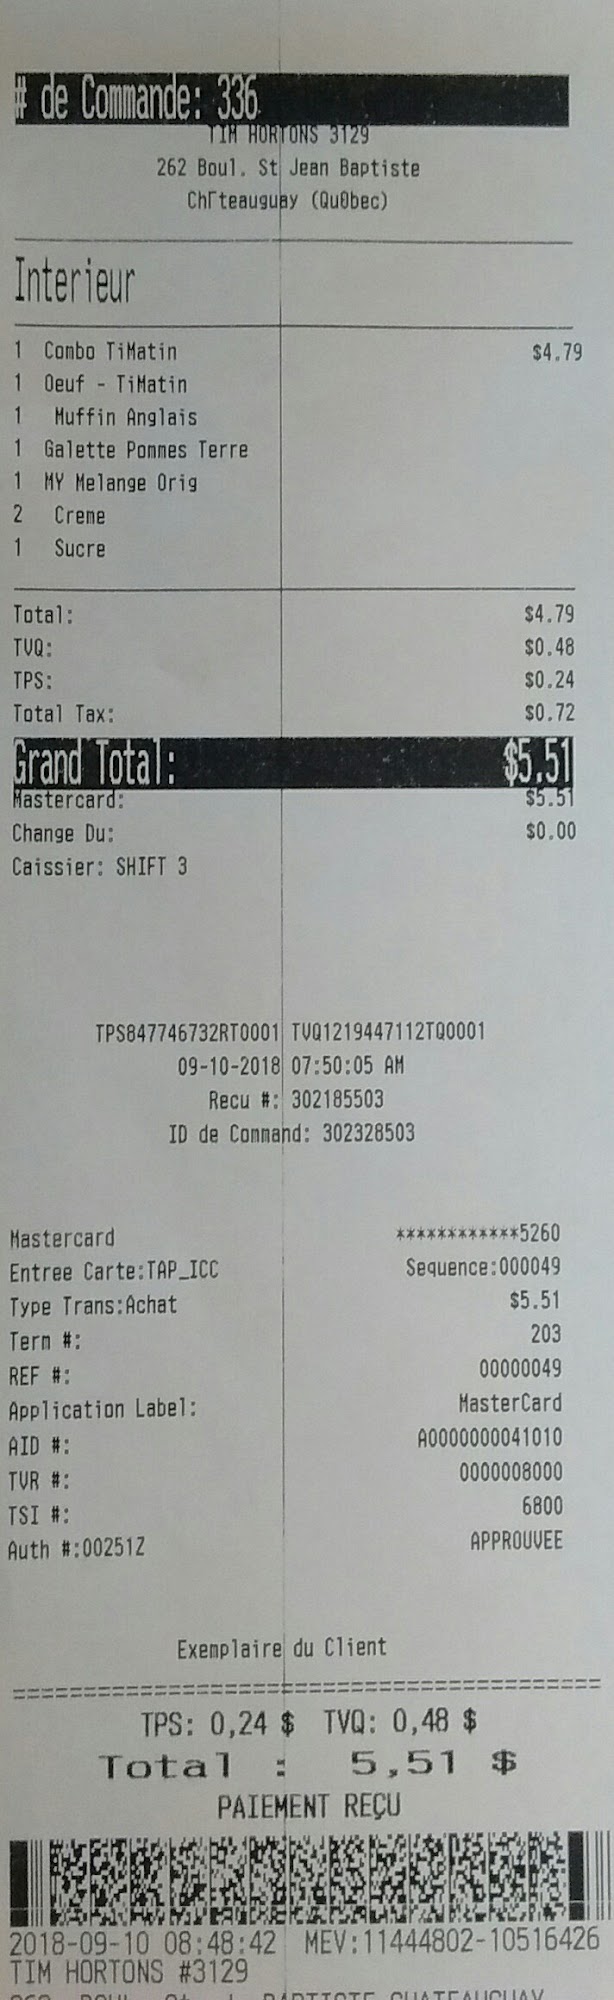 # de Commande: 336
TIM HORTONS 3129
262 Boul. St Jean Baptiste
ChΓteauguay (Qu0bec)
Interieur
1 Combo TiMatin $4.79
1 Oeuf - TiMatin
1 Muffin Anglais
1 Galette Pommes Terre
1 MY Melange Orig
2 Creme
1 Sucre
Total: $4.79
TVQ: $0.48
TPS: $0.24
Total Tax: $0.72
Grand Total: $5.51
Mastercard: $5.51
Change Du: $0.00
Caissier: SHIFT 3
TPS847746732RT0001 TVQ1219447112TQ0001
09-10-2018 07:50:05 AM
Recu #: 302185503
ID de Command: 302328503
Mastercard ************5260
Entree Carte:TAP_ICC Sequence:000049
Type Trans:Achat $5.51
Term #: 203
REF #: 00000049
Application Label: MasterCard
AID #: A0000000041010
TVR #: 0000008000
TSI #: 6800
Auth #:00251Z APPROUVEE
Exemplaire du Client
==================================================
TPS: 0,24 $ TVQ: 0,48 $
Total : 5,51 $
PAIEMENT REÇU
2018-09-10 08:48:42 MEV:11444802-10516426
TIM HORTONS #3129
BAPTISTE CHATEAUGUAY